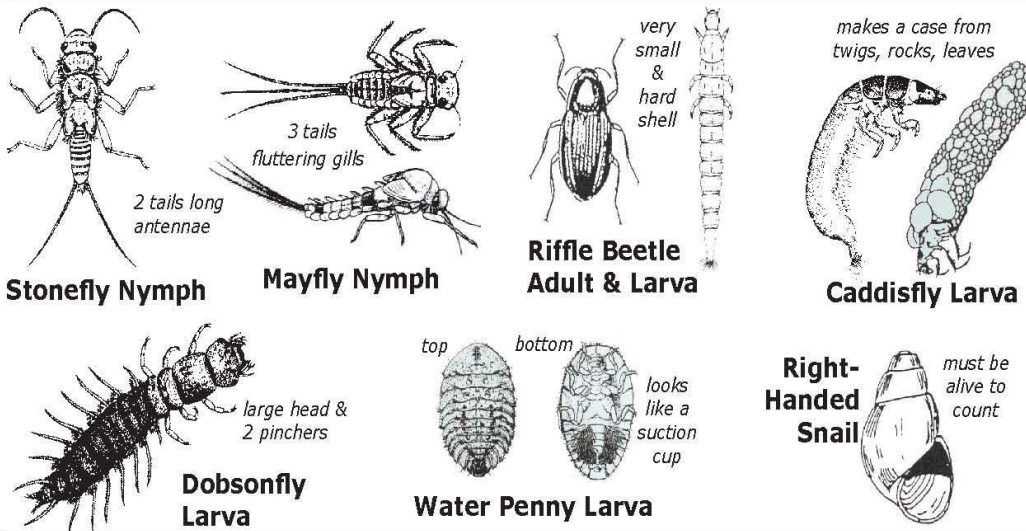 2 tails long
antennae
Stonefly Nymph
3 tails
fluttering gills
Mayfly Nymph
very
small
&
hard
shell
Riffle Beetle
Adult & Larva
makes a case from
twigs, rocks, leaves
Caddisfly Larva
large head &
2 pinchers
Dobsonfly
Larva
top
bottom
looks
like a
suction
cup
Water Penny Larva
Right-
Handed
Snail
must be
alive to
count